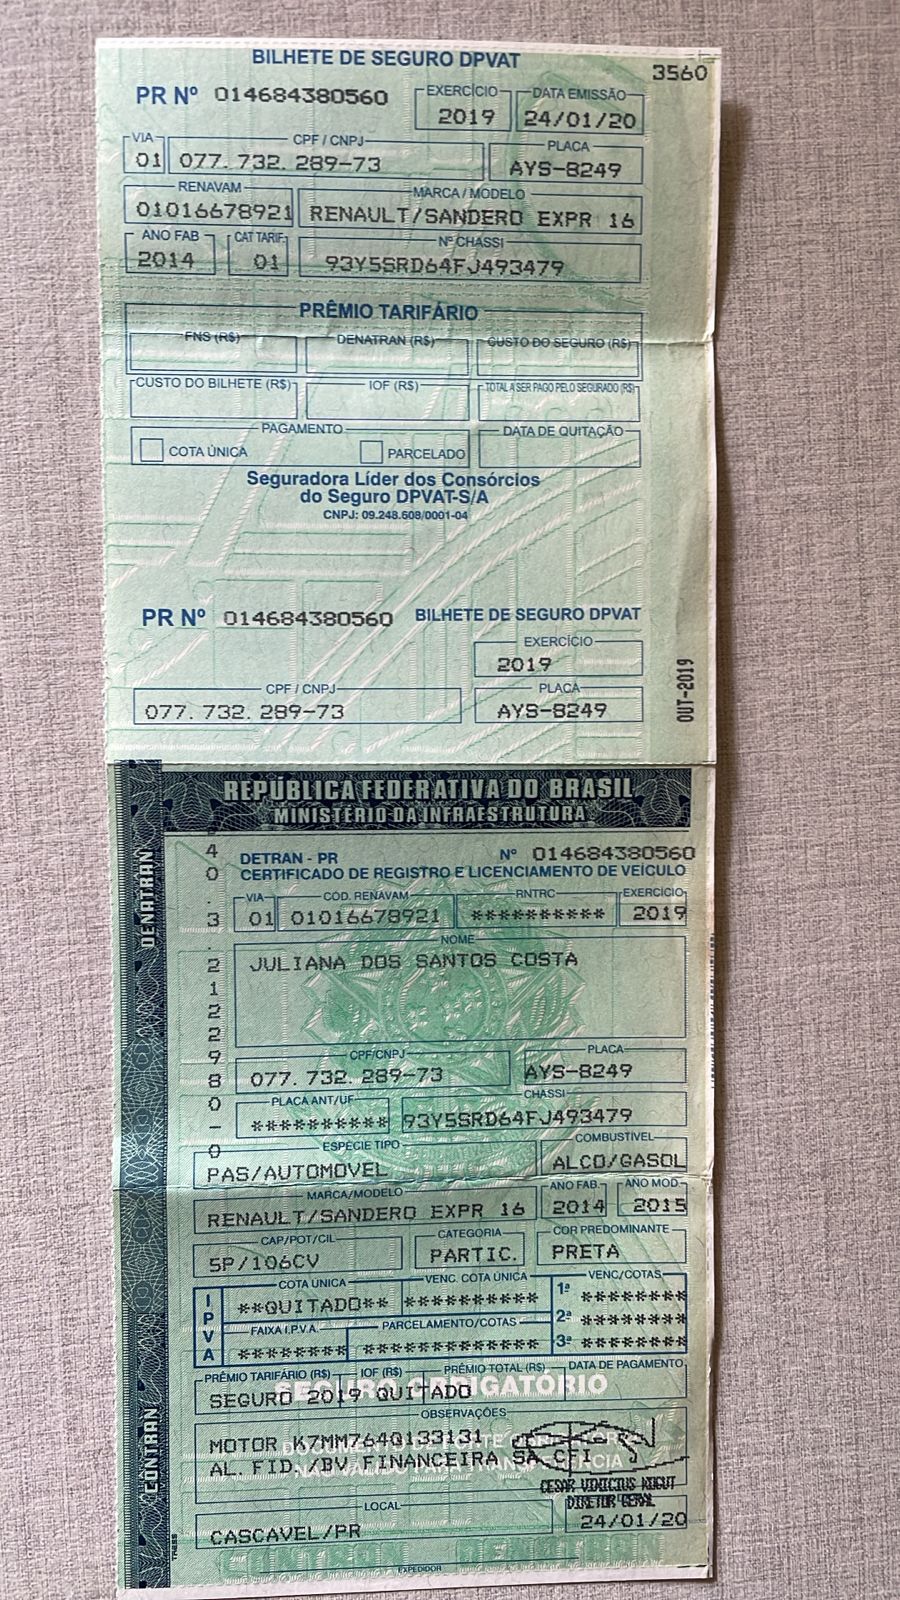 BILHETE DE SEGURO DPVAT
3560
PR Nº 014684380560
EXERCÍCIO DATA EMISSÃO
2019 24/01/20
VIA CPF / CNPJ PLACA
01 077.732.289-73 AYS-8249
RENAVAM MARCA / MODELO
01016678921 RENAULT/SANDERO EXPR 16
ANO FAB CAT TARIF. Nº CHASSI
2014 01 93Y5SRD64FJ493479
PRÊMIO TARIFÁRIO
FNS (R$) DENATRAN (R$) CUSTO DO SEGURO (R$)
CUSTO DO BILHETE (R$) IOF (R$) TOTAL A SER PAGO PELO SEGURADO (R$)
PAGAMENTO DATA DE QUITAÇÃO
COTA ÚNICA PARCELADO
Seguradora Líder dos Consórcios
do Seguro DPVAT-S/A
CNPJ: 09.248.608/0001-04
PR Nº 014684380560 BILHETE DE SEGURO DPVAT
EXERCÍCIO
2019
CPF / CNPJ PLACA
077.732.289-73 AYS-8249
OUT-2019
REPÚBLICA FEDERATIVA DO BRASIL
MINISTÉRIO DA INFRAESTRUTURA
DENATRAN
CONTRAN
40.3.2122980-0
DETRAN - PR Nº 014684380560
CERTIFICADO DE REGISTRO E LICENCIAMENTO DE VEÍCULO
VIA CÓD. RENAVAM RNTRC EXERCÍCIO
01 01016678921 ********** 2019
NOME
JULIANA DOS SANTOS COSTA
CPF/CNPJ PLACA
077.732.289-73 AYS-8249
PLACA ANT/UF CHASSI
********** 93Y5SRD64FJ493479
ESPÉCIE TIPO COMBUSTÍVEL
PAS/AUTOMOVEL ALCO/GASOL
MARCA/MODELO ANO FAB. ANO MOD.
RENAULT/SANDERO EXPR 16 2014 2015
CAP/POT/CIL CATEGORIA COR PREDOMINANTE
5P/106CV PARTIC. PRETA
IPVA
COTA ÚNICA VENC. COTA ÚNICA VENC/COTAS
**QUITADO** ********** 1ª ********
2ª ********
FAIXA I.P.V.A. PARCELAMENTO/COTAS
******** ************* 3ª ********
PRÊMIO TARIFÁRIO (R$) IOF (R$) PRÊMIO TOTAL (R$) DATA DE PAGAMENTO
SEGURO OBRIGATÓRIO
SEGURO 2019 QUITADO
OBSERVAÇÕES
MOTOR K7MM764Q133131
AL. FID./BV FINANCEIRA SA CFI
CESAR VINICIUS KOGUT
DIRETOR GERAL
LOCAL
CASCAVEL/PR 24/01/20
CONTRAN DENATRAN
EXPEDIDOR